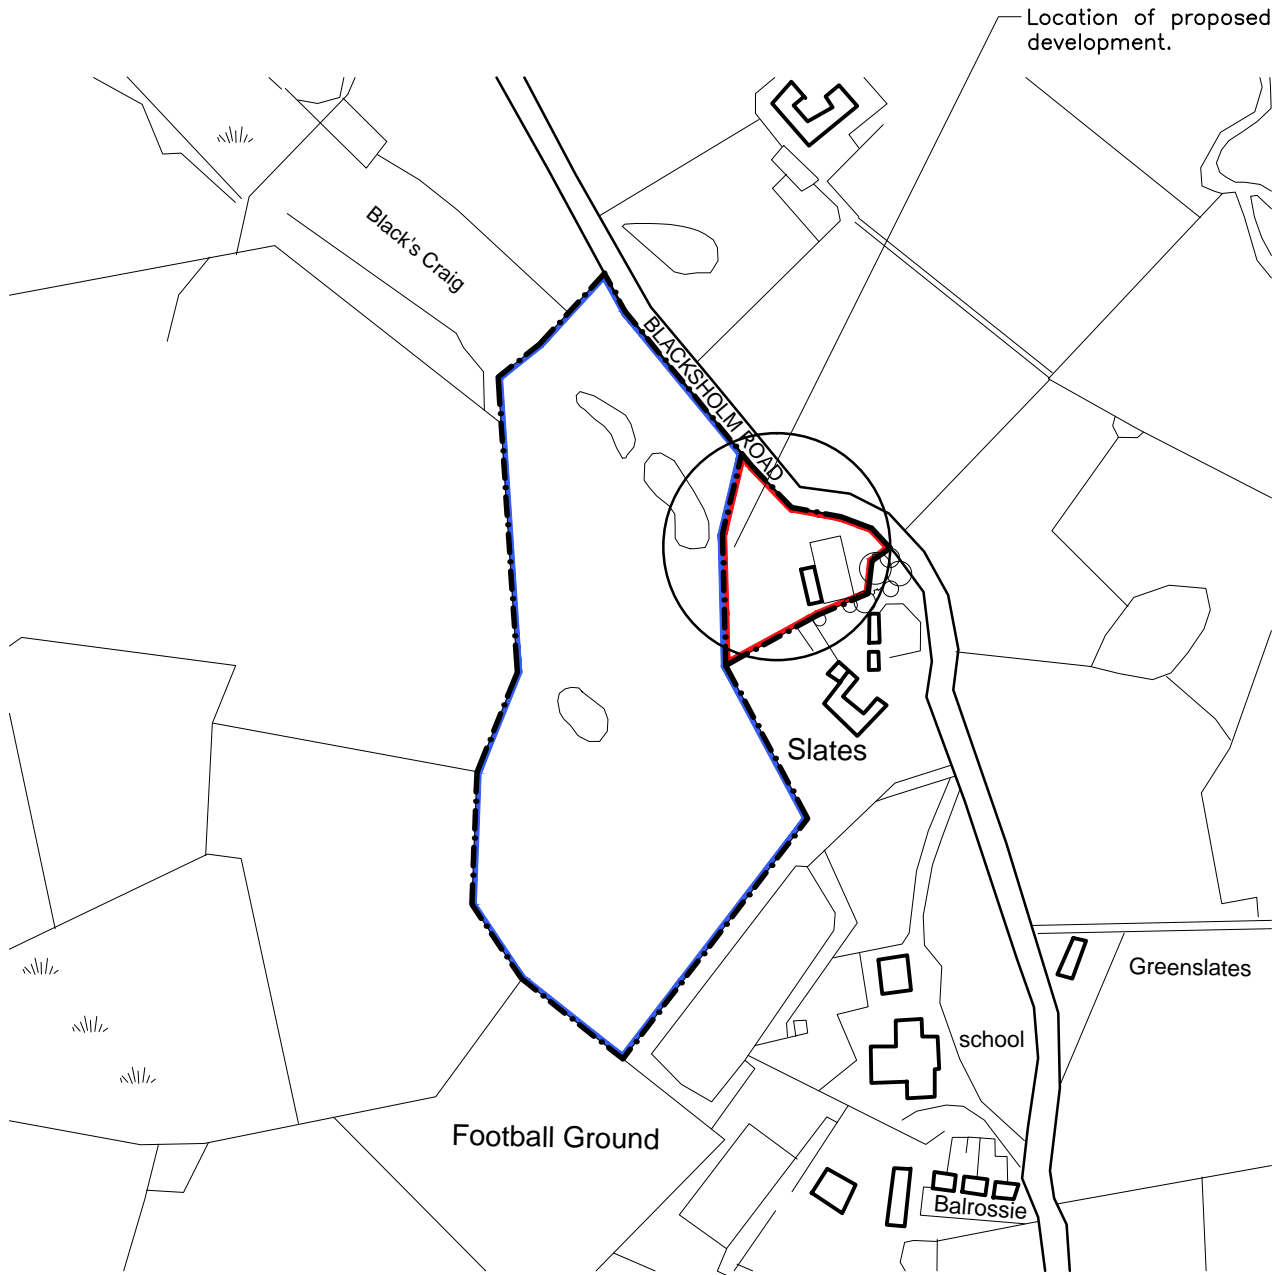 Location of proposed
development.
Black's Craig
BLACKSHOLM ROAD
Slates
Greenslates
school
Football Ground
Balrossie